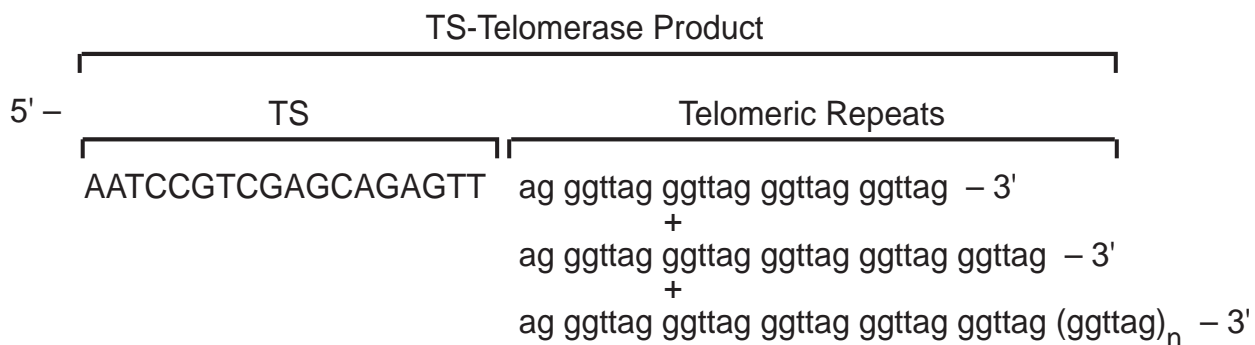 TS-Telomerase Product
5' – TS Telomeric Repeats
AATCCGTCGAGCAGAGTT ag ggttag ggttag ggttag ggttag – 3'
+
ag ggttag ggttag ggttag ggttag ggttag – 3'
+
ag ggttag ggttag ggttag ggttag ggttag (ggttag)n – 3'